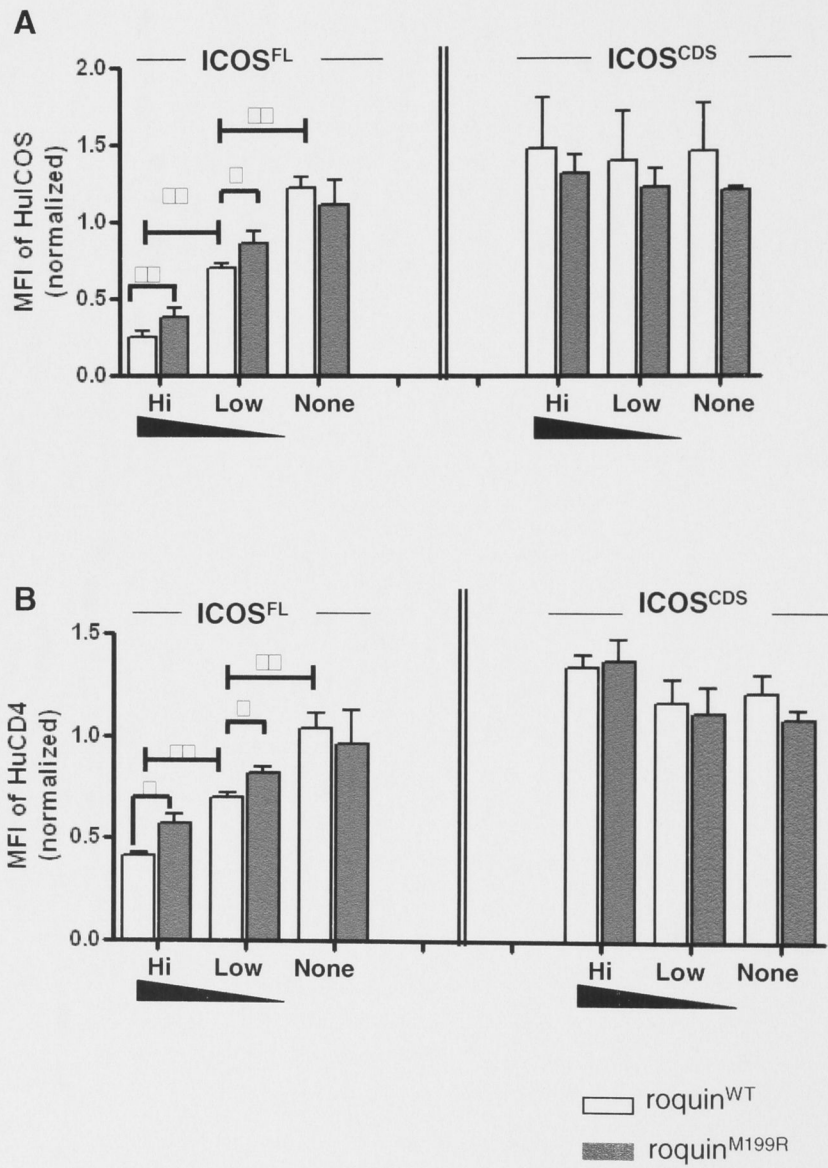 A
ICOSFL
ICOSCDS
MFI of HuICOS
(normalized)
2.0
1.5
1.0
0.5
0.0
Hi Low None
Hi Low None
B
ICOSFL
ICOSCDS
MFI of HuCD4
(normalized)
1.5
1.0
0.5
0.0
Hi Low None
Hi Low None
roquinWT
roquinM199R